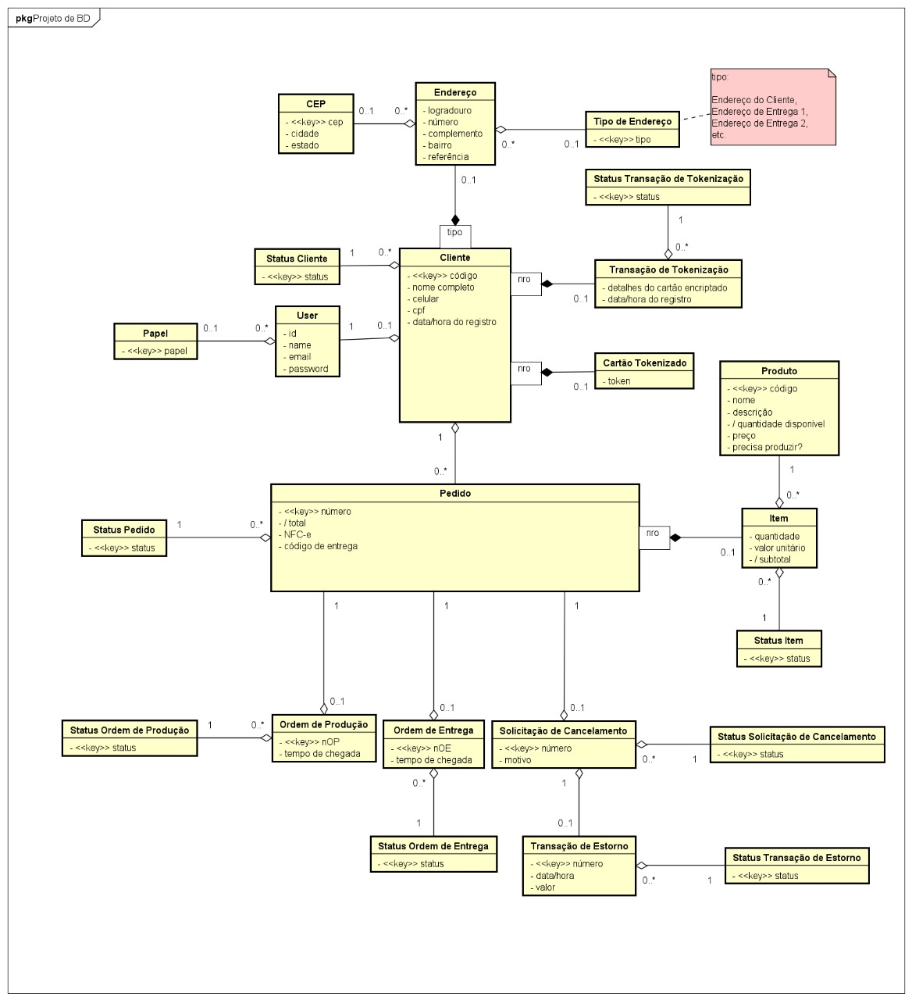 pkg Projeto de BD
tipo:
Endereço do Cliente,
Endereço de Entrega 1,
Endereço de Entrega 2,
etc.
CEP
- <<key>> cep
- cidade
- estado
0..1
0..*
Endereço
- logradouro
- número
- complemento
- bairro
- referência
0..*
0..1
Tipo de Endereço
- <<key>> tipo
0..1
tipo
Status Transação de Tokenização
- <<key>> status
1
0..*
Transação de Tokenização
- detalhes do cartão encriptado
- data/hora do registro
Status Cliente
- <<key>> status
1
0..*
Cliente
- <<key>> código
- nome completo
- celular
- cpf
- data/hora do registro
nro
0..1
Papel
- <<key>> papel
0..1
0..*
User
- id
- name
- email
- password
1
0..1
nro
0..1
Cartão Tokenizado
- token
Produto
- <<key>> código
- nome
- descrição
- / quantidade disponível
- preço
- precisa produzir?
1
0..*
1
0..*
Pedido
- <<key>> número
- / total
- NFC-e
- código de entrega
Status Pedido
- <<key>> status
1
0..*
nro
0..1
Item
- quantidade
- valor unitário
- / subtotal
0..*
1
Status Item
- <<key>> status
1
1
1
0..1
0..1
0..1
Status Ordem de Produção
- <<key>> status
1
0..*
Ordem de Produção
- <<key>> nOP
- tempo de chegada
Ordem de Entrega
- <<key>> nOE
- tempo de chegada
Solicitação de Cancelamento
- <<key>> número
- motivo
0..*
1
Status Solicitação de Cancelamento
- <<key>> status
0..*
1
Status Ordem de Entrega
- <<key>> status
1
0..1
Transação de Estorno
- <<key>> número
- data/hora
- valor
0..*
1
Status Transação de Estorno
- <<key>> status